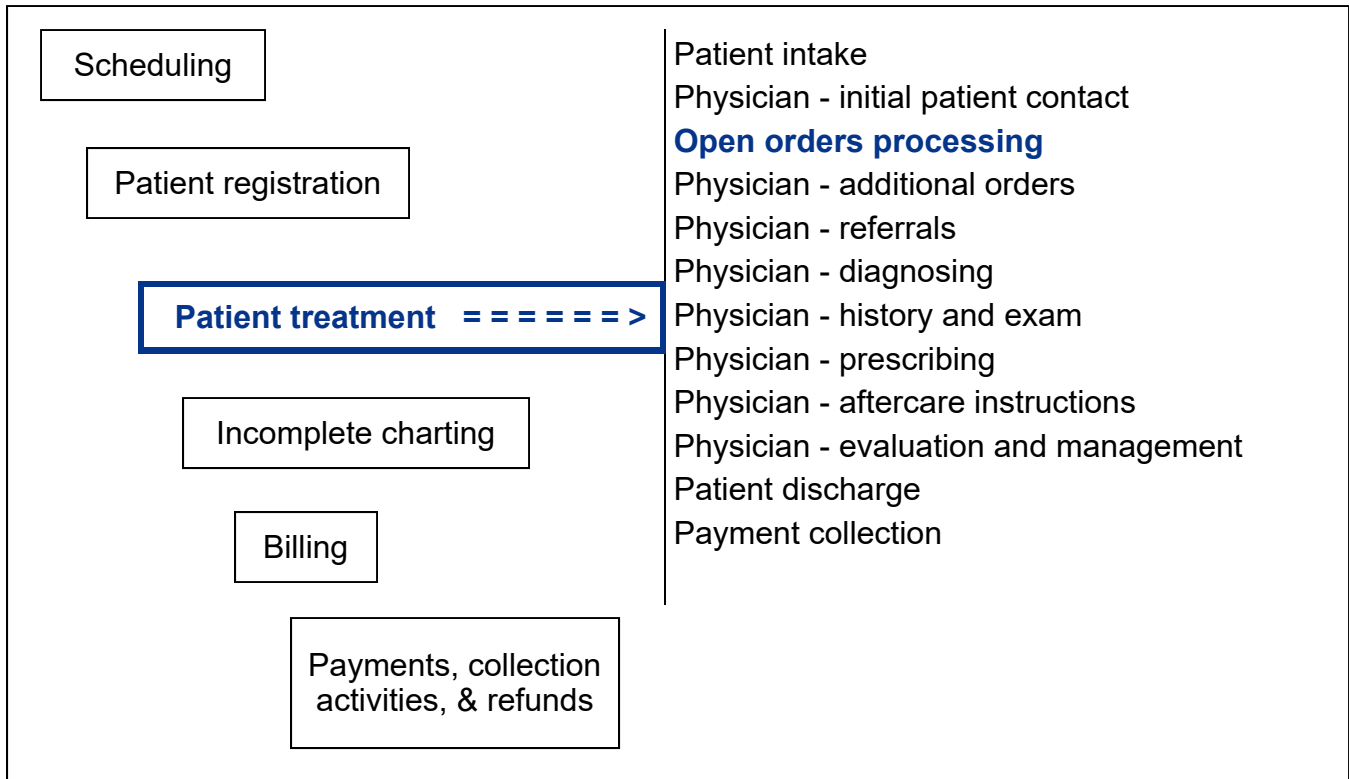 Scheduling
Patient registration
Patient treatment = = = = = = >
Incomplete charting
Billing
Payments, collection
activities, & refunds
Patient intake
Physician - initial patient contact
Open orders processing
Physician - additional orders
Physician - referrals
Physician - diagnosing
Physician - history and exam
Physician - prescribing
Physician - aftercare instructions
Physician - evaluation and management
Patient discharge
Payment collection